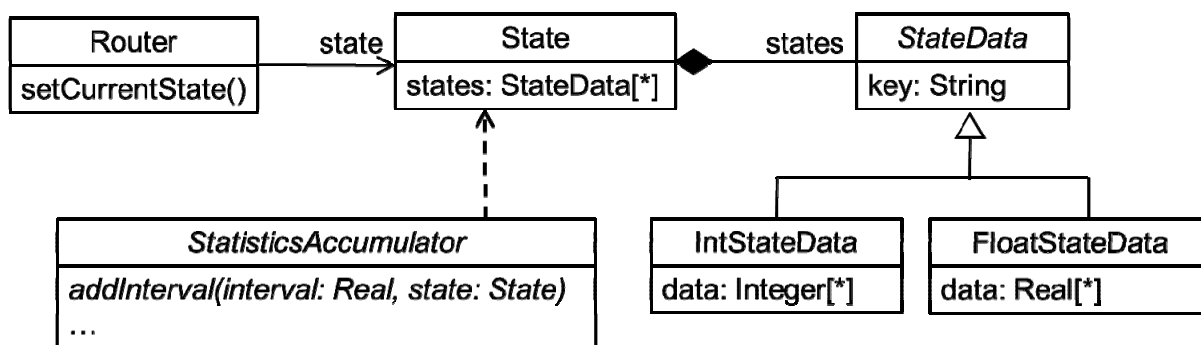 Router
setCurrentState()
state
State
states: StateData[*]
states
StateData
key: String
StatisticsAccumulator
addInterval(interval: Real, state: State)
...
IntStateData
data: Integer[*]
FloatStateData
data: Real[*]